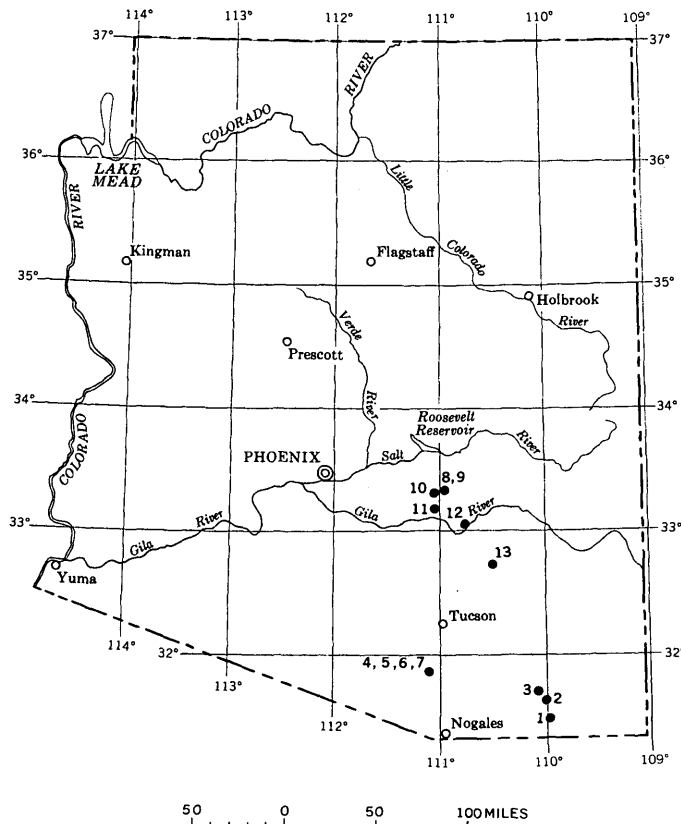 114° 113° 112° 111° 110° 109°
37° 37°
RIVER
COLORADO
36° 36°
LAKE
MEAD
Little
RIVER
Kingman
Flagstaff
Colorado
35° 35°
Holbrook
River
Verde
Prescott
34° 34°
River
Roosevelt
Reservoir
River
COLORADO
PHOENIX
Salt
8,9
10
11
Gila
12
River
33° 33°
River
Gila
13
Yuma
Tucson
114°
32° 32°
4,5,6,7
113°
3
2
1
112°
Nogales
111° 110° 109°
50 0 50 100 MILES